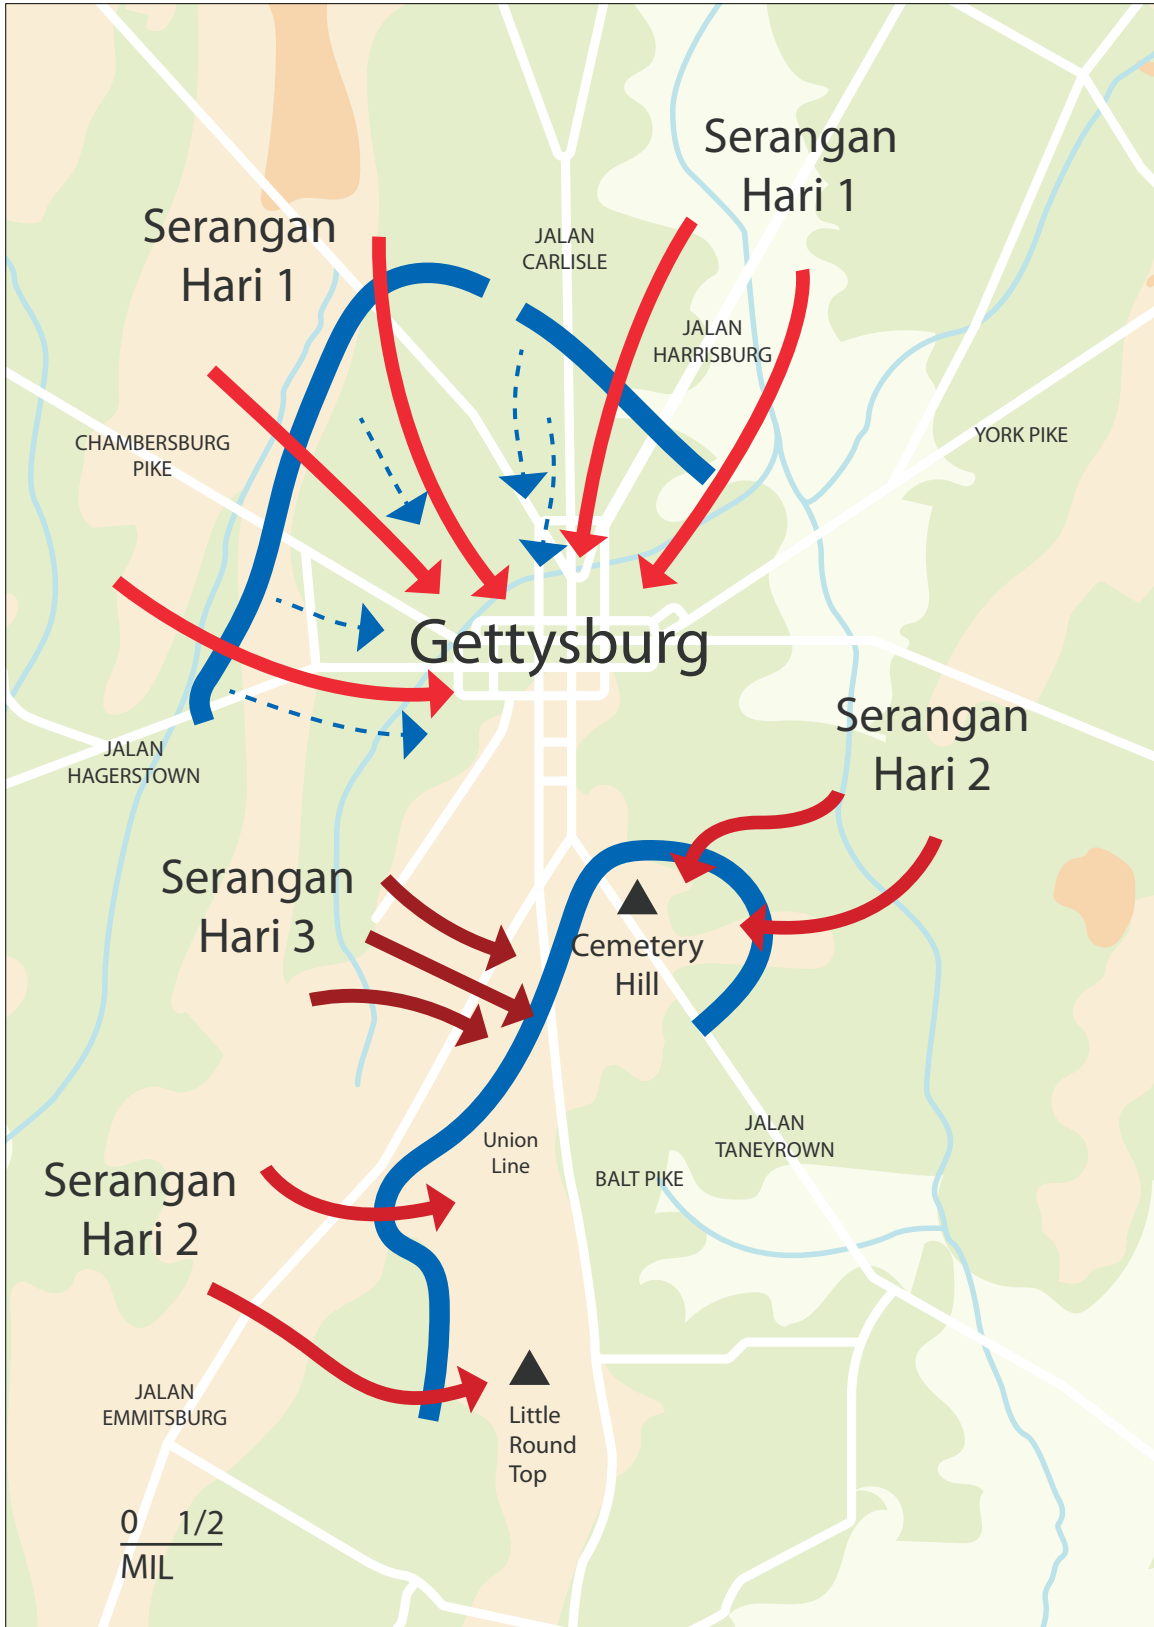 Serangan
Hari 1
Serangan
Hari 1
JALAN
CARLISLE
JALAN
HARRISBURG
CHAMBERSBURG
PIKE
YORK PIKE
Gettysburg
JALAN
HAGERSTOWN
Serangan
Hari 2
Serangan
Hari 3
Cemetery
Hill
Union
Line
JALAN
TANEYROWN
BALT PIKE
Serangan
Hari 2
JALAN
EMMITSBURG
Little
Round
Top
0 1/2
MIL